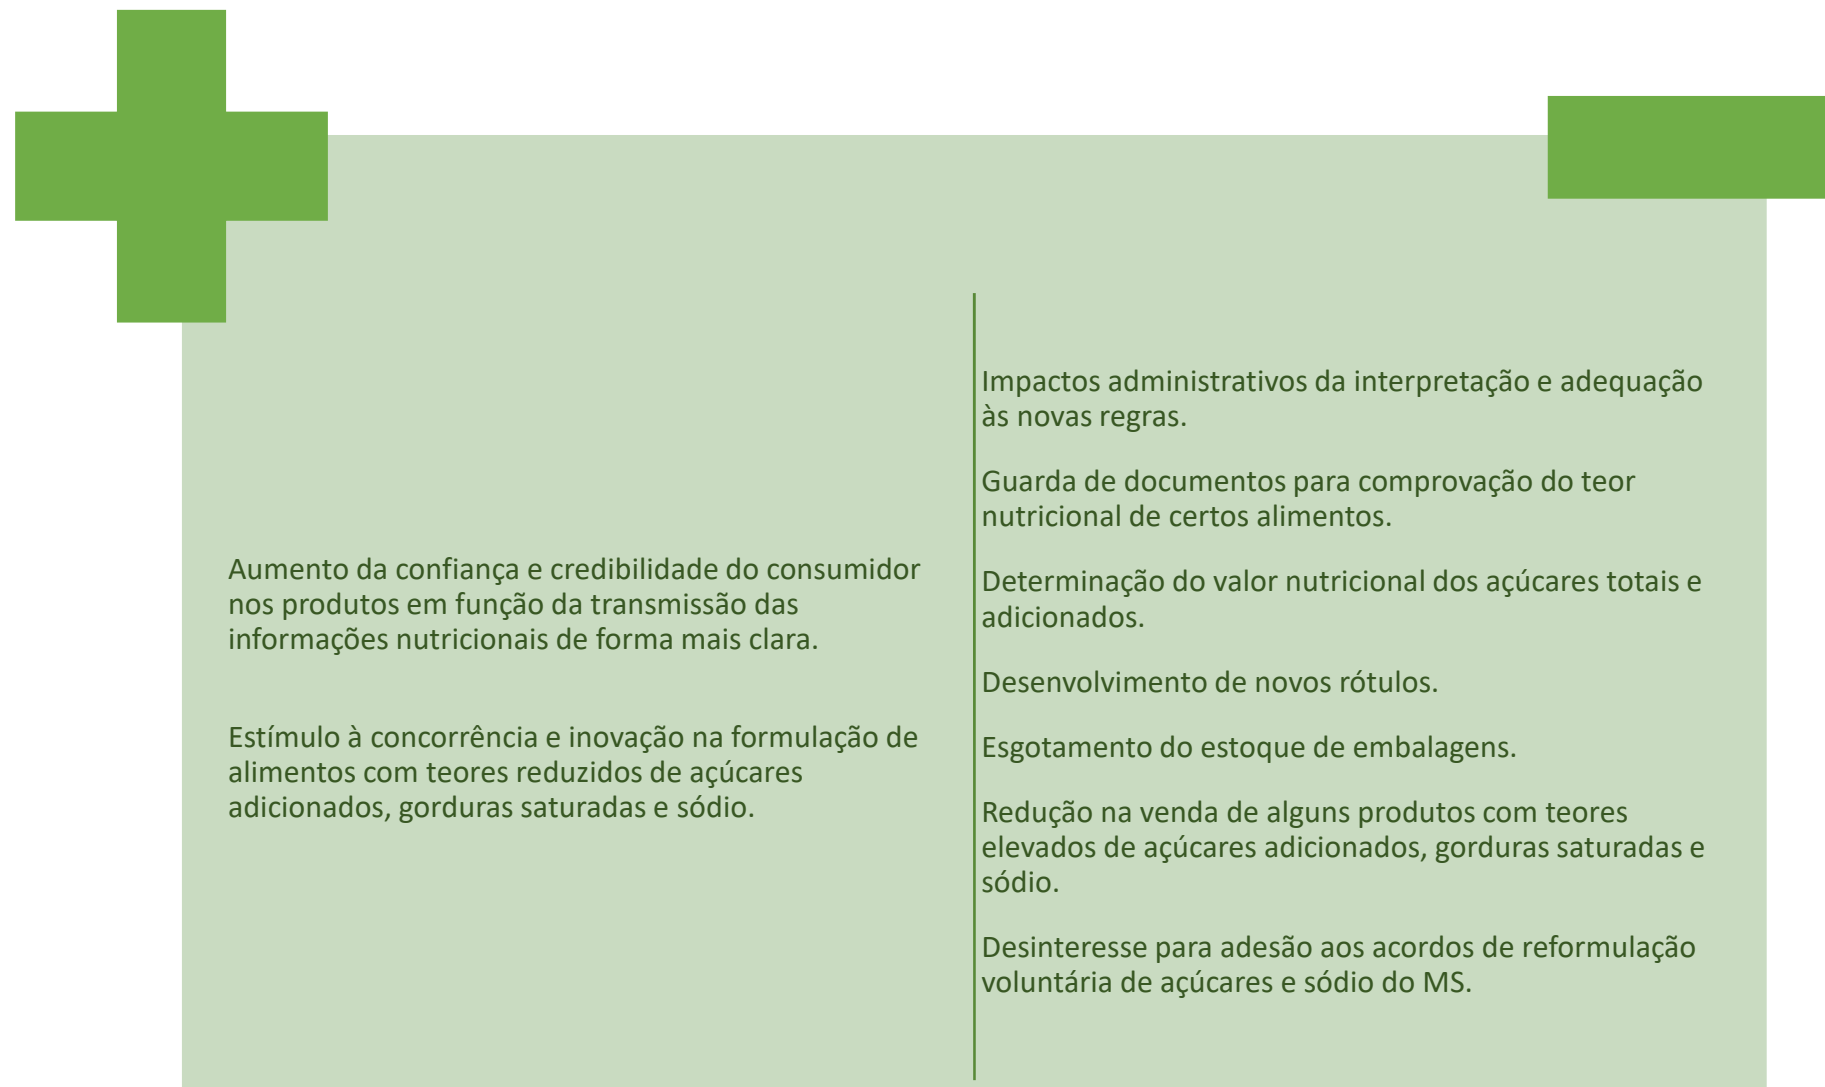 Aumento da confiança e credibilidade do consumidor
nos produtos em função da transmissão das
informações nutricionais de forma mais clara.
Estímulo à concorrência e inovação na formulação de
alimentos com teores reduzidos de açúcares
adicionados, gorduras saturadas e sódio.
Impactos administrativos da interpretação e adequação
às novas regras.
Guarda de documentos para comprovação do teor
nutricional de certos alimentos.
Determinação do valor nutricional dos açúcares totais e
adicionados.
Desenvolvimento de novos rótulos.
Esgotamento do estoque de embalagens.
Redução na venda de alguns produtos com teores
elevados de açúcares adicionados, gorduras saturadas e
sódio.
Desinteresse para adesão aos acordos de reformulação
voluntária de açúcares e sódio do MS.